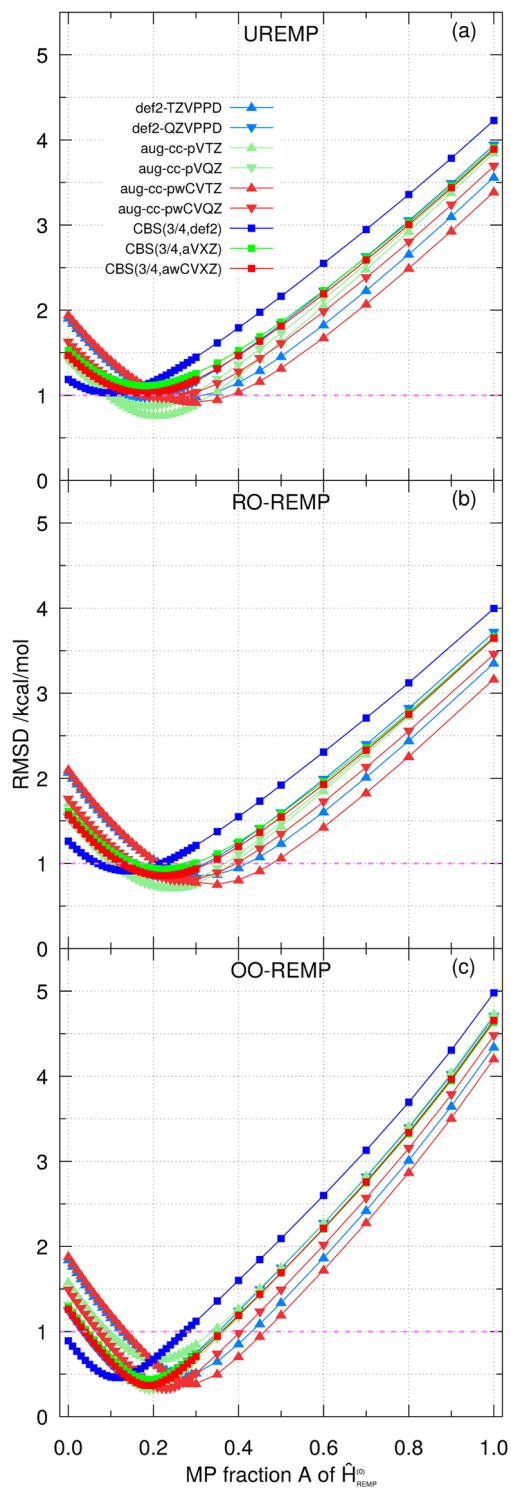 UREMP (a)
5
4
3
2
1
0
def2-TZVPPD
def2-QZVPPD
aug-cc-pVTZ
aug-cc-pVQZ
aug-cc-pwCVTZ
aug-cc-pwCVQZ
CBS(3/4,def2)
CBS(3/4,aVXZ)
CBS(3/4,awCVXZ)
RO-REMP (b)
5
4
3
2
1
0
RMSD /kcal/mol
OO-REMP (c)
5
4
3
2
1
0
0.0 0.2 0.4 0.6 0.8 1.0
MP fraction A of Ĥ(0)REMP